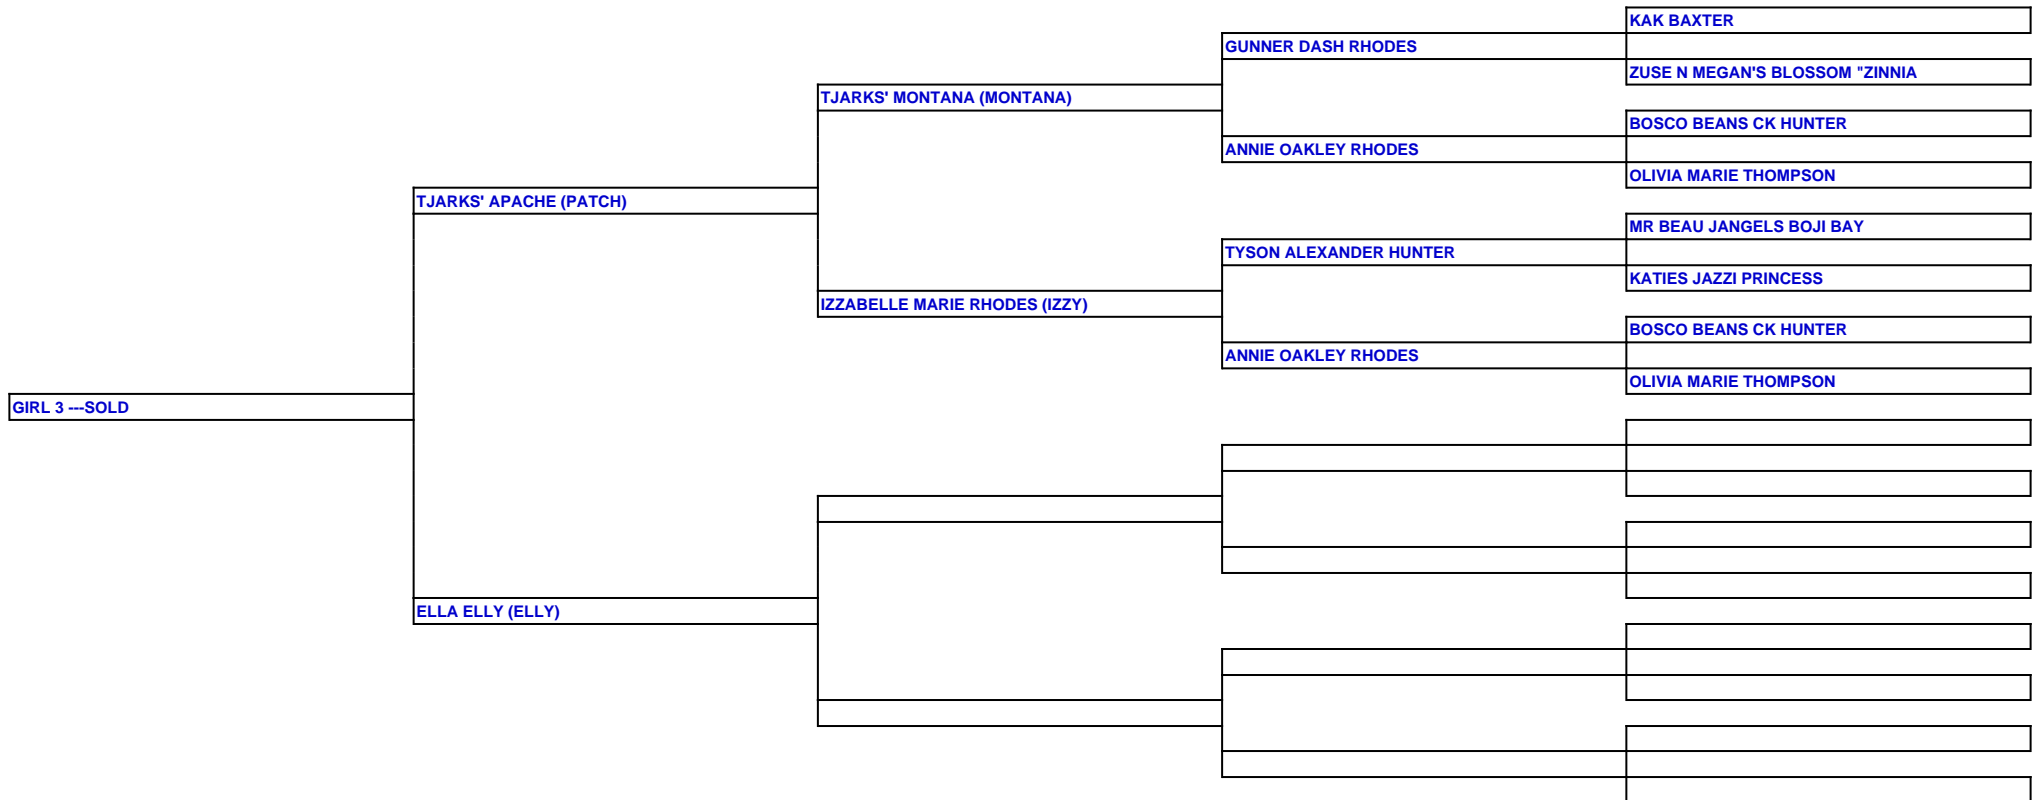 KAK BAXTER
GUNNER DASH RHODES
ZUSE N MEGAN'S BLOSSOM "ZINNIA
TJARKS' MONTANA (MONTANA)
BOSCO BEANS CK HUNTER
ANNIE OAKLEY RHODES
OLIVIA MARIE THOMPSON
TJARKS' APACHE (PATCH)
MR BEAU JANGELS BOJI BAY
TYSON ALEXANDER HUNTER
KATIES JAZZI PRINCESS
IZZABELLE MARIE RHODES (IZZY)
BOSCO BEANS CK HUNTER
ANNIE OAKLEY RHODES
OLIVIA MARIE THOMPSON
GIRL 3 ---SOLD
ELLA ELLY (ELLY)